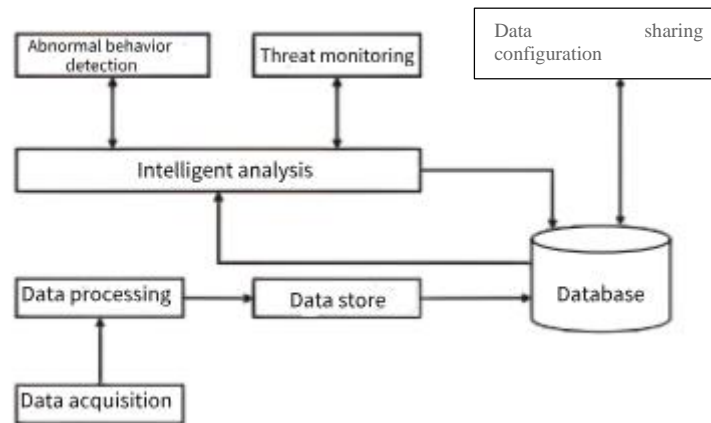 Abnormal behavior
detection
Threat monitoring
Data sharing
configuration
Intelligent analysis
Data processing
Data store
Database
Data acquisition